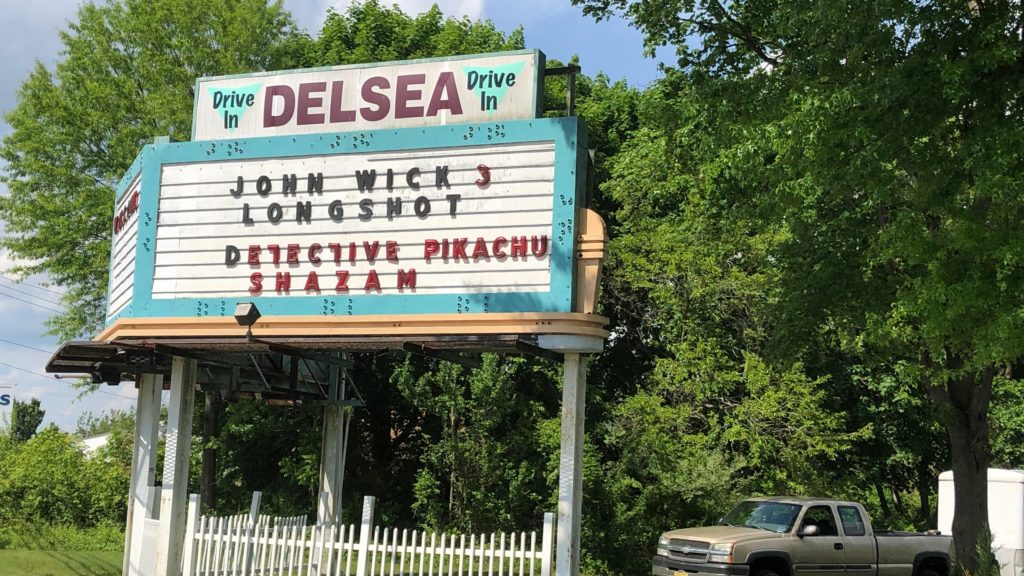 Drive In DELSEA Drive In
JOHN WICK 3
LONGSHOT
DETECTIVE PIKACHU
SHAZAM